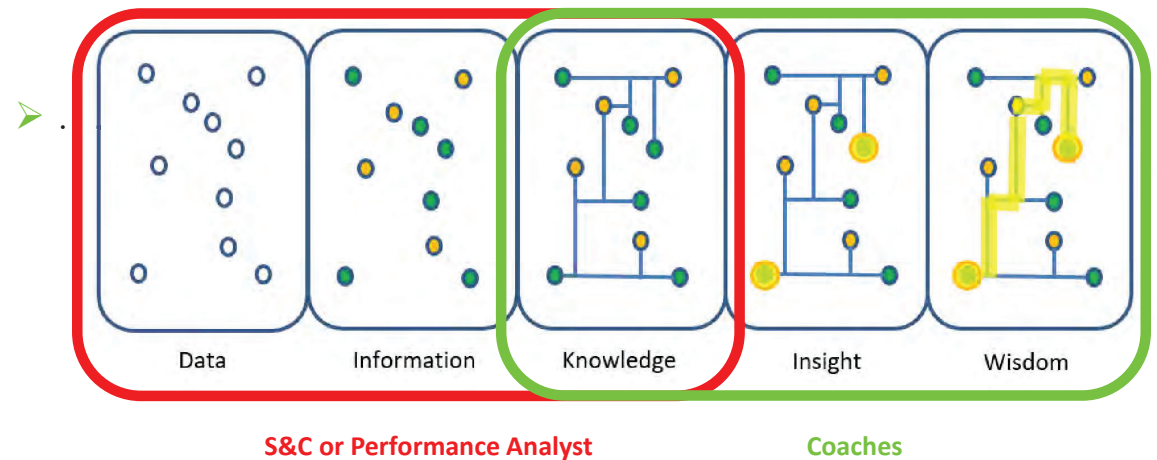 .
Data Information Knowledge Insight Wisdom
S&C or Performance Analyst Coaches